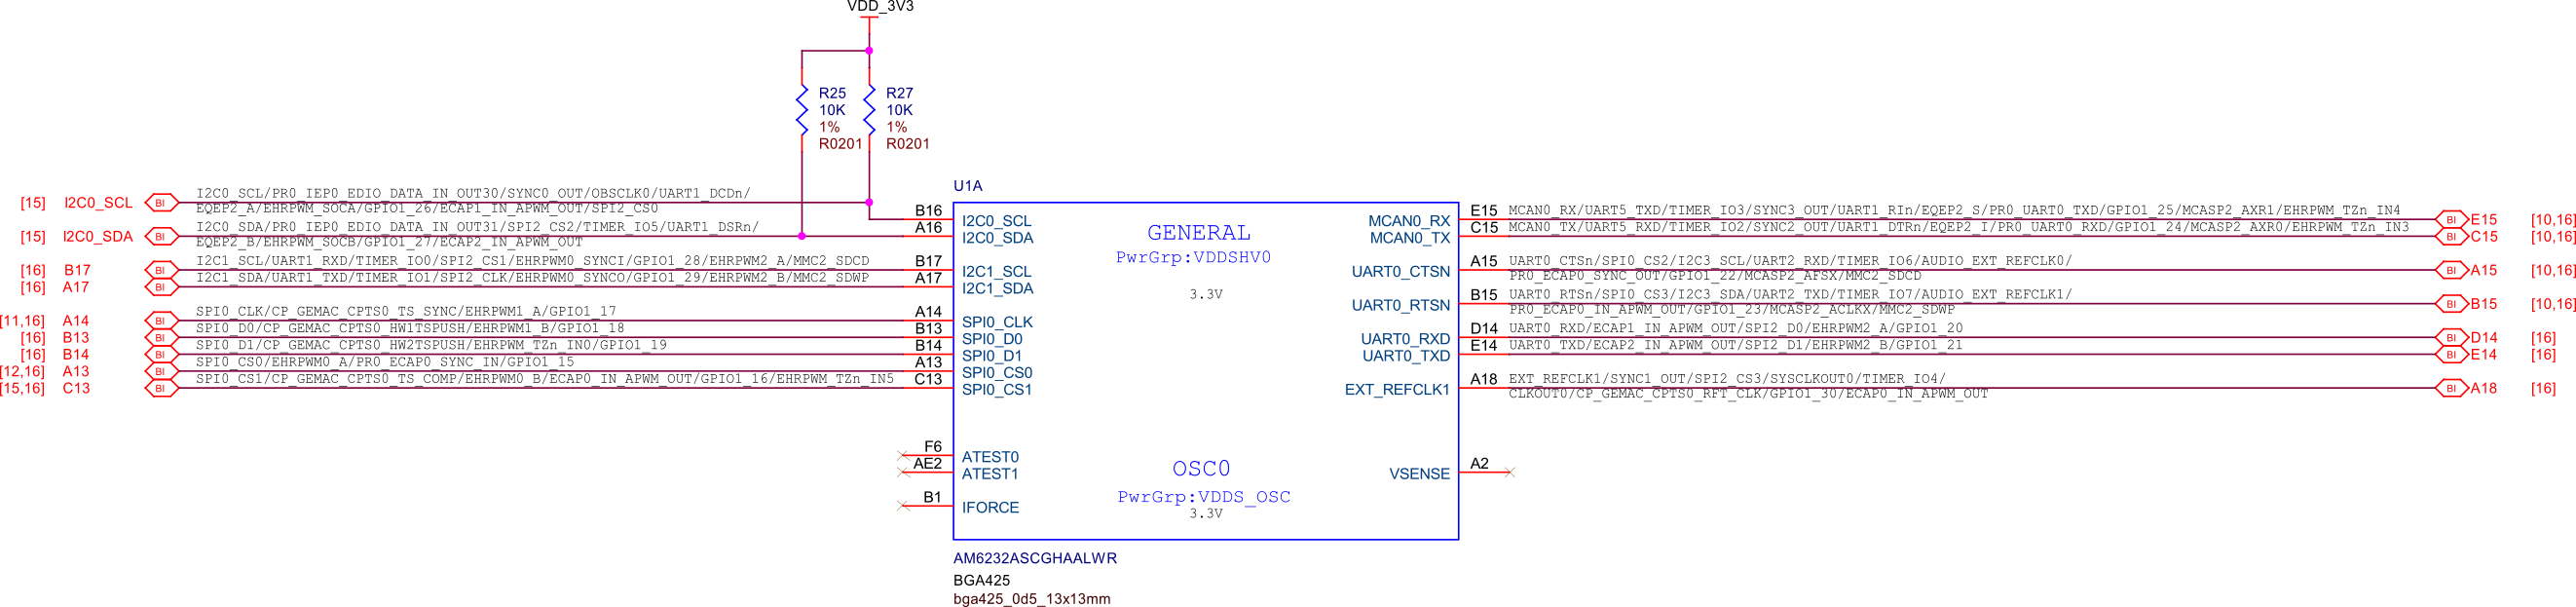 VDD_3V3
R25
10K
1%
R0201
R27
10K
1%
R0201
U1A
[15] I2C0_SCL BI I2C0_SCL/PR0_IEP0_EDIO_DATA_IN_OUT30/SYNC0_OUT/OBSCLK0/UART1_DCDn/
EQEP2_A/EHRPWM_SOCA/GPIO1_26/ECAP1_IN_APWM_OUT/SPI2_CS0
B16 I2C0_SCL
[15] I2C0_SDA BI I2C0_SDA/PR0_IEP0_EDIO_DATA_IN_OUT31/SPI2_CS2/TIMER_IO5/UART1_DSRn/
EQEP2_B/EHRPWM_SOCB/GPIO1_27/ECAP2_IN_APWM_OUT
A16 I2C0_SDA
[16] B17 BI I2C1_SCL/UART1_RXD/TIMER_IO0/SPI2_CS1/EHRPWM0_SYNCI/GPIO1_28/EHRPWM2_A/MMC2_SDCD B17 I2C1_SCL
[16] A17 BI I2C1_SDA/UART1_TXD/TIMER_IO1/SPI2_CLK/EHRPWM0_SYNCO/GPIO1_29/EHRPWM2_B/MMC2_SDWP A17 I2C1_SDA
[11,16] A14 BI SPI0_CLK/CP_GEMAC_CPTS0_TS_SYNC/EHRPWM1_A/GPIO1_17 A14 SPI0_CLK
[16] B13 BI SPI0_D0/CP_GEMAC_CPTS0_HW1TSPUSH/EHRPWM1_B/GPIO1_18 B13 SPI0_D0
[16] B14 BI SPI0_D1/CP_GEMAC_CPTS0_HW2TSPUSH/EHRPWM_TZn_IN0/GPIO1_19 B14 SPI0_D1
[12,16] A13 BI SPI0_CS0/EHRPWM0_A/PR0_ECAP0_SYNC_IN/GPIO1_15 A13 SPI0_CS0
[15,16] C13 BI SPI0_CS1/CP_GEMAC_CPTS0_TS_COMP/EHRPWM0_B/ECAP0_IN_APWM_OUT/GPIO1_16/EHRPWM_TZn_IN5 C13 SPI0_CS1
F6 ATEST0
AE2 ATEST1
B1 IFORCE
GENERAL
PwrGrp:VDDSHV0
3.3V
OSC0
PwrGrp:VDDS_OSC
3.3V
MCAN0_RX E15 MCAN0_RX/UART5_TXD/TIMER_IO3/SYNC3_OUT/UART1_RIn/EQEP2_S/PR0_UART0_TXD/GPIO1_25/MCASP2_AXR1/EHRPWM_TZn_IN4 BI E15 [10,16]
MCAN0_TX C15 MCAN0_TX/UART5_RXD/TIMER_IO2/SYNC2_OUT/UART1_DTRn/EQEP2_I/PR0_UART0_RXD/GPIO1_24/MCASP2_AXR0/EHRPWM_TZn_IN3 BI C15 [10,16]
UART0_CTSN A15 UART0_CTSn/SPI0_CS2/I2C3_SCL/UART2_RXD/TIMER_IO6/AUDIO_EXT_REFCLK0/ BI A15 [10,16]
PR0_ECAP0_SYNC_OUT/GPIO1_22/MCASP2_AFSX/MMC2_SDCD
UART0_RTSN B15 UART0_RTSn/SPI0_CS3/I2C3_SDA/UART2_TXD/TIMER_IO7/AUDIO_EXT_REFCLK1/ BI B15 [10,16]
PR0_ECAP0_IN_APWM_OUT/GPIO1_23/MCASP2_ACLKX/MMC2_SDWP
UART0_RXD D14 UART0_RXD/ECAP1_IN_APWM_OUT/SPI2_D0/EHRPWM2_A/GPIO1_20 BI D14 [16]
UART0_TXD E14 UART0_TXD/ECAP2_IN_APWM_OUT/SPI2_D1/EHRPWM2_B/GPIO1_21 BI E14 [16]
EXT_REFCLK1 A18 EXT_REFCLK1/SYNC1_OUT/SPI2_CS3/SYSCLKOUT0/TIMER_IO4/ BI A18 [16]
CLKOUT0/CP_GEMAC_CPTS0_RFT_CLK/GPIO1_30/ECAP0_IN_APWM_OUT
VSENSE A2
AM6232ASCGHAALWR
BGA425
bga425_0d5_13x13mm